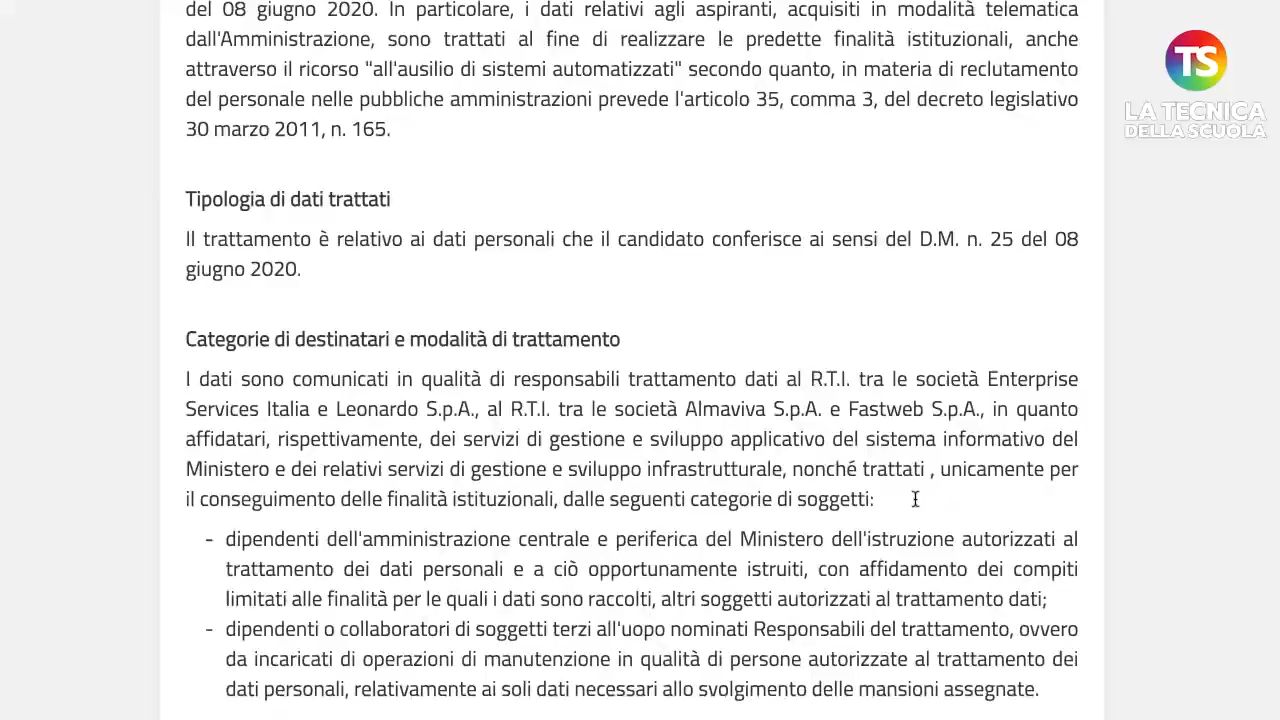 del 08 giugno 2020. In particolare, i dati relativi agli aspiranti, acquisiti in modalità telematica
dall'Amministrazione, sono trattati al fine di realizzare le predette finalità istituzionali, anche
attraverso il ricorso "all'ausilio di sistemi automatizzati" secondo quanto, in materia di reclutamento
del personale nelle pubbliche amministrazioni prevede l'articolo 35, comma 3, del decreto legislativo
30 marzo 2011, n. 165.
TS
LA TECNICA
DELLA SCUOLA
Tipologia di dati trattati
Il trattamento è relativo ai dati personali che il candidato conferisce ai sensi del D.M. n. 25 del 08
giugno 2020.
Categorie di destinatari e modalità di trattamento
I dati sono comunicati in qualità di responsabili trattamento dati al R.T.I. tra le società Enterprise
Services Italia e Leonardo S.p.A., al R.T.I. tra le società Almaviva S.p.A. e Fastweb S.p.A., in quanto
affidatari, rispettivamente, dei servizi di gestione e sviluppo applicativo del sistema informativo del
Ministero e dei relativi servizi di gestione e sviluppo infrastrutturale, nonché trattati , unicamente per
il conseguimento delle finalità istituzionali, dalle seguenti categorie di soggetti:
- dipendenti dell'amministrazione centrale e periferica del Ministero dell'istruzione autorizzati al
trattamento dei dati personali e a ciò opportunamente istruiti, con affidamento dei compiti
limitati alle finalità per le quali i dati sono raccolti, altri soggetti autorizzati al trattamento dati;
- dipendenti o collaboratori di soggetti terzi all'uopo nominati Responsabili del trattamento, ovvero
da incaricati di operazioni di manutenzione in qualità di persone autorizzate al trattamento dei
dati personali, relativamente ai soli dati necessari allo svolgimento delle mansioni assegnate.